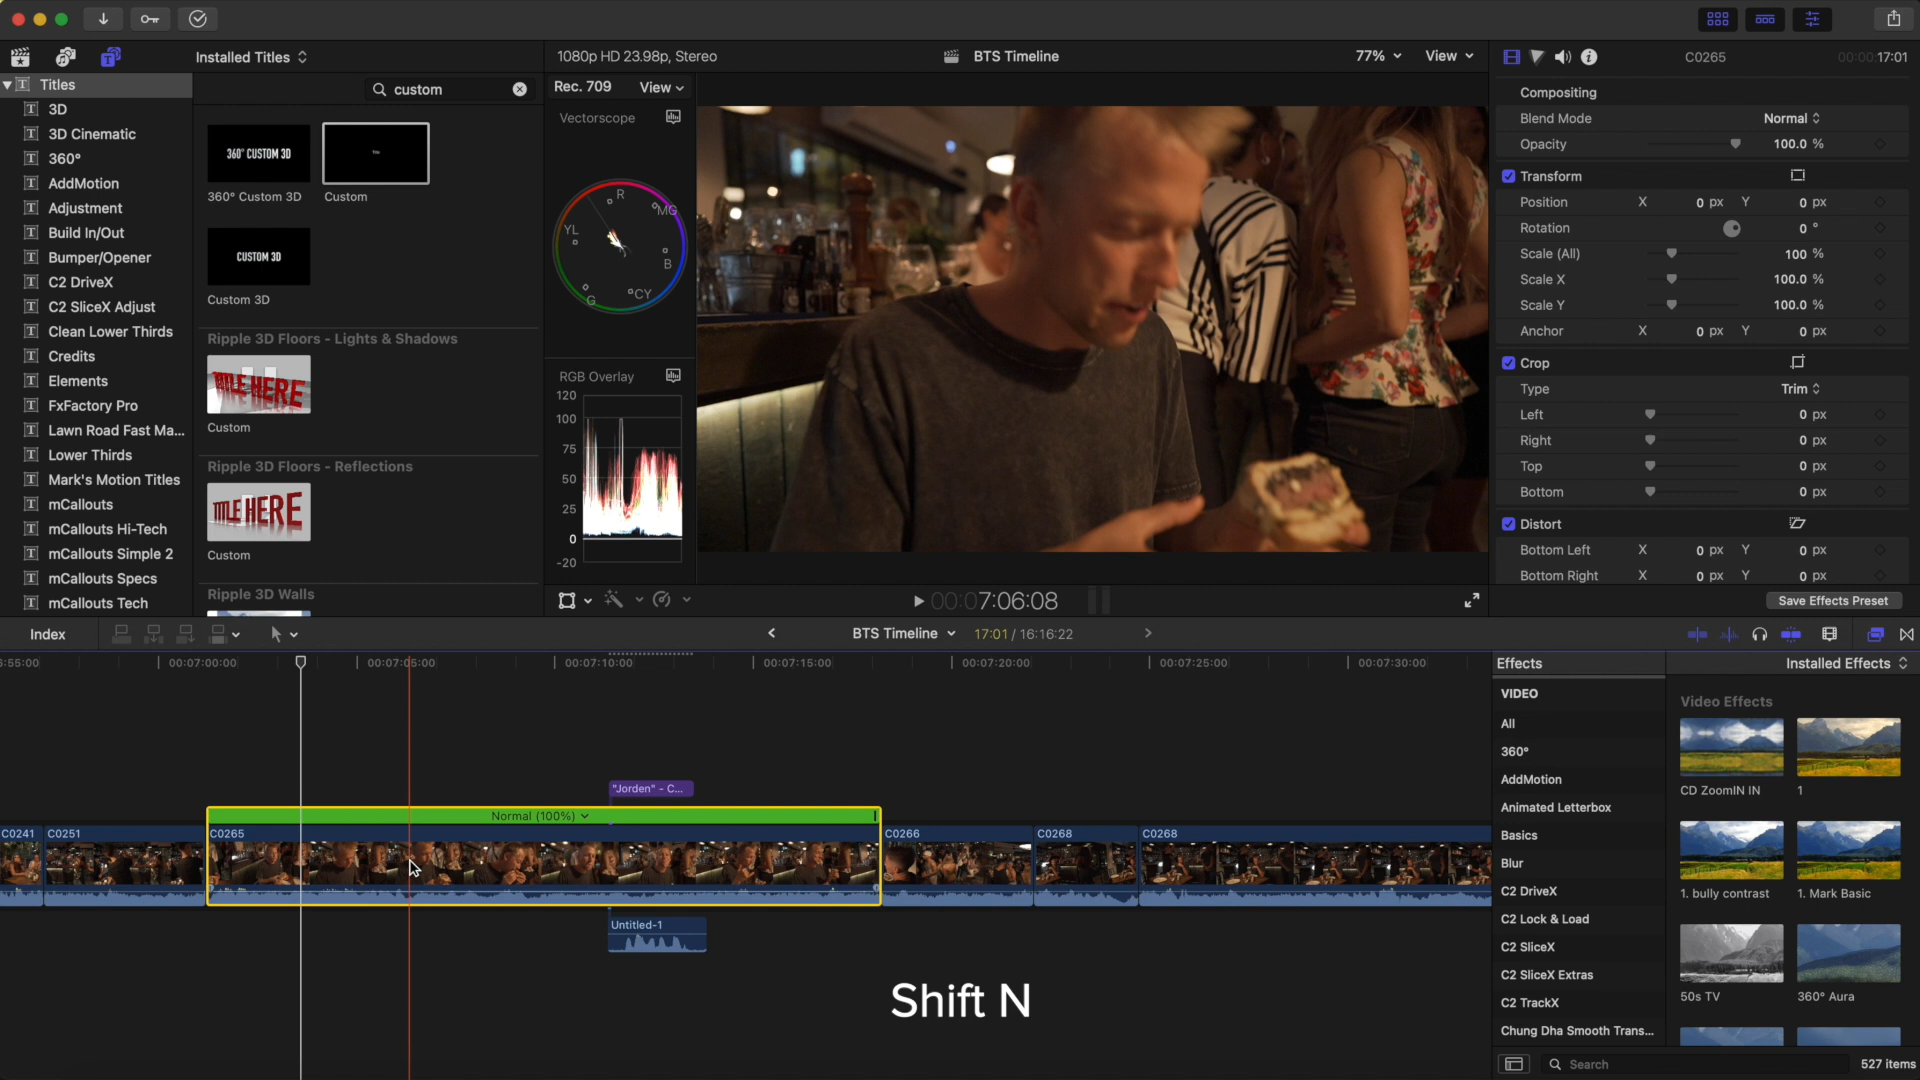 Installed Titles
1080p HD 23.98p, Stereo
BTS Timeline
77%
View
C0265
00:00:17:01
Titles
3D
3D Cinematic
360°
AddMotion
Adjustment
Build In/Out
Bumper/Opener
C2 DriveX
C2 SliceX Adjust
Clean Lower Thirds
Credits
Elements
FxFactory Pro
Lawn Road Fast Ma...
Lower Thirds
Mark's Motion Titles
mCallouts
mCallouts Hi-Tech
mCallouts Simple 2
mCallouts Specs
mCallouts Tech
custom
360° CUSTOM 3D
Title
360° Custom 3D
Custom
CUSTOM 3D
Custom 3D
Ripple 3D Floors - Lights & Shadows
TITLE HERE
Custom
Ripple 3D Floors - Reflections
TITLE HERE
Custom
Ripple 3D Walls
Rec. 709
View
Vectorscope
R
MG
YL
B
G
CY
RGB Overlay
120
100
75
50
25
0
-20
Compositing
Blend Mode
Normal
Opacity
100.0 %
Transform
Position
X
0 px
Y
0 px
Rotation
0 °
Scale (All)
100 %
Scale X
100.0 %
Scale Y
100.0 %
Anchor
X
0 px
Y
0 px
Crop
Type
Trim
Left
0 px
Right
0 px
Top
0 px
Bottom
0 px
Distort
Bottom Left
X
0 px
Y
0 px
Bottom Right
X
0 px
Y
0 px
Save Effects Preset
00:07:06:08
Index
BTS Timeline
17:01 / 16:16:22
6:55:00
00:07:00:00
00:07:05:00
00:07:10:00
00:07:15:00
00:07:20:00
00:07:25:00
00:07:30:00
"Jorden" - C...
Normal (100%)
C0241
C0251
C0265
C0266
C0268
C0268
Untitled-1
Shift N
Effects
Installed Effects
VIDEO
All
360°
AddMotion
Animated Letterbox
Basics
Blur
C2 DriveX
C2 Lock & Load
C2 SliceX
C2 SliceX Extras
C2 TrackX
Chung Dha Smooth Trans...
Video Effects
CD ZoomIN IN
1
1. bully contrast
1. Mark Basic
50s TV
360° Aura
Search
527 items